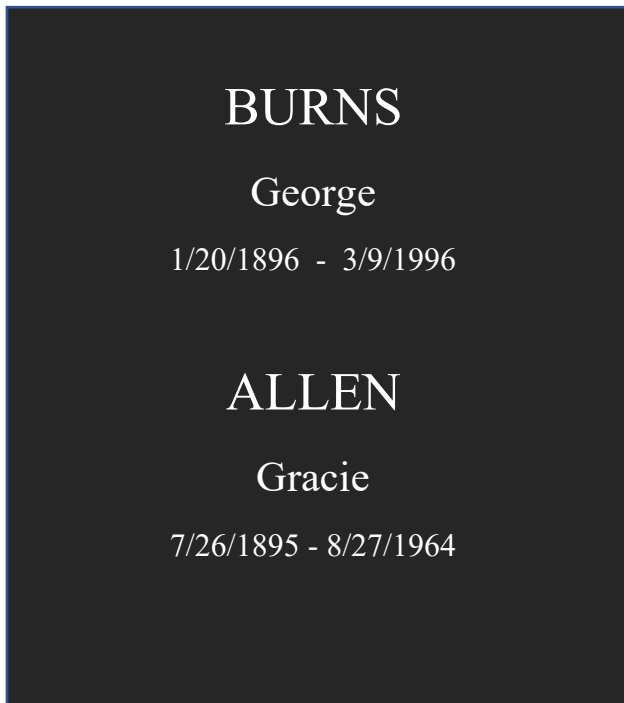 BURNS
George
1/20/1896  -  3/9/1996
ALLEN
Gracie
7/26/1895 - 8/27/1964